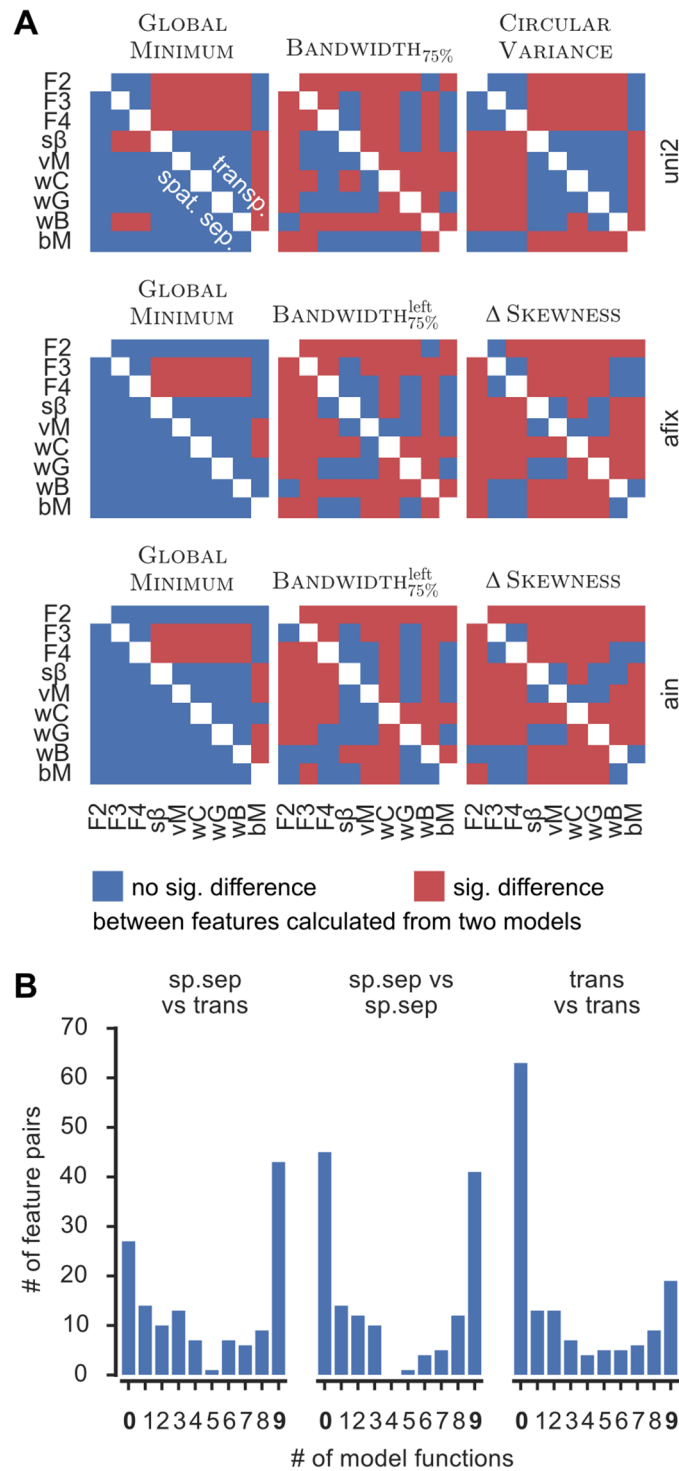 A
GLOBAL MINIMUM
BANDWIDTH75%
CIRCULAR VARIANCE
F2
F3
F4
sβ
vM
wC
wG
wB
bM
transp.
spat. sep.
uni2
GLOBAL MINIMUM
BANDWIDTH75%left
Δ SKEWNESS
F2
F3
F4
sβ
vM
wC
wG
wB
bM
afix
GLOBAL MINIMUM
BANDWIDTH75%left
Δ SKEWNESS
F2
F3
F4
sβ
vM
wC
wG
wB
bM
ain
F2 F3 F4 sβ vM wC wG wB bM
F2 F3 F4 sβ vM wC wG wB bM
F2 F3 F4 sβ vM wC wG wB bM
no sig. difference
sig. difference
between features calculated from two models
B
sp.sep vs trans
sp.sep vs sp.sep
trans vs trans
# of feature pairs
70
60
50
40
30
20
10
0
0 1 2 3 4 5 6 7 8 9
0 1 2 3 4 5 6 7 8 9
0 1 2 3 4 5 6 7 8 9
# of model functions